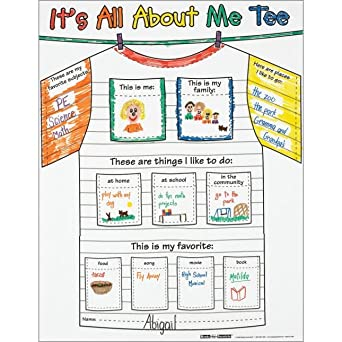 It's All About Me Tee
These are my
favorite subjects:
PE
Science
Math
This is me:
This is my
family:
Here are places
I like to go:
the zoo
the park
Gramma and
Grandpa's
These are things I like to do:
at home
play with my
dog
at school
do fun math
projects
in the
community
go to the
park
This is my favorite:
food
tacos
song
Fly Away
movie
High School
Musical
book
Matilda
Name: Abigail